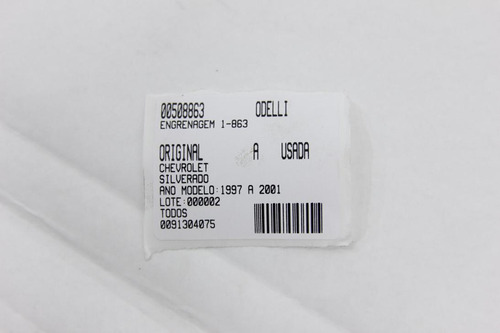 00508863 ODELLI
ENGRENAGEM 1-863
ORIGINAL A USADA
CHEVROLET
SILVERADO
ANO MODELO:1997 A 2001
LOTE:000002
TODOS
0091304075